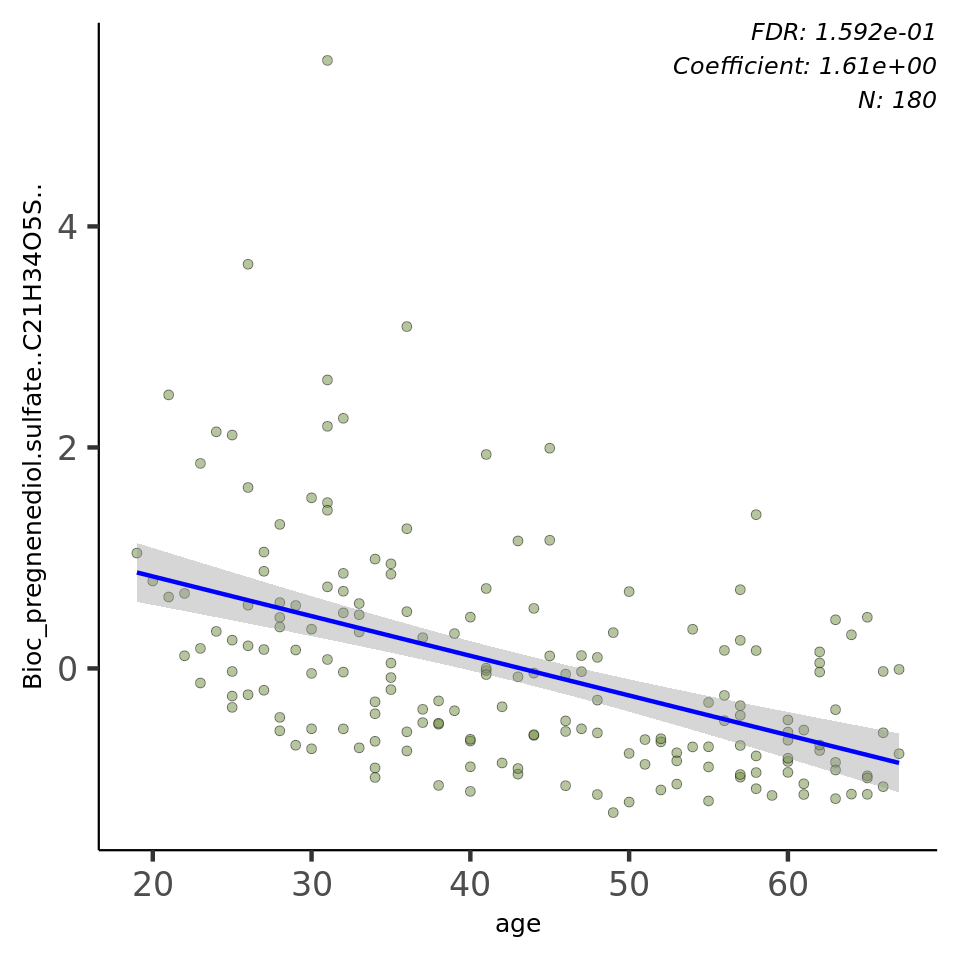 FDR: 1.592e-01
Coefficient: 1.61e+00
N: 180
Bioc_pregnenediol.sulfate..C21H34O5S..
4
2
0
20 30 40 50 60
age